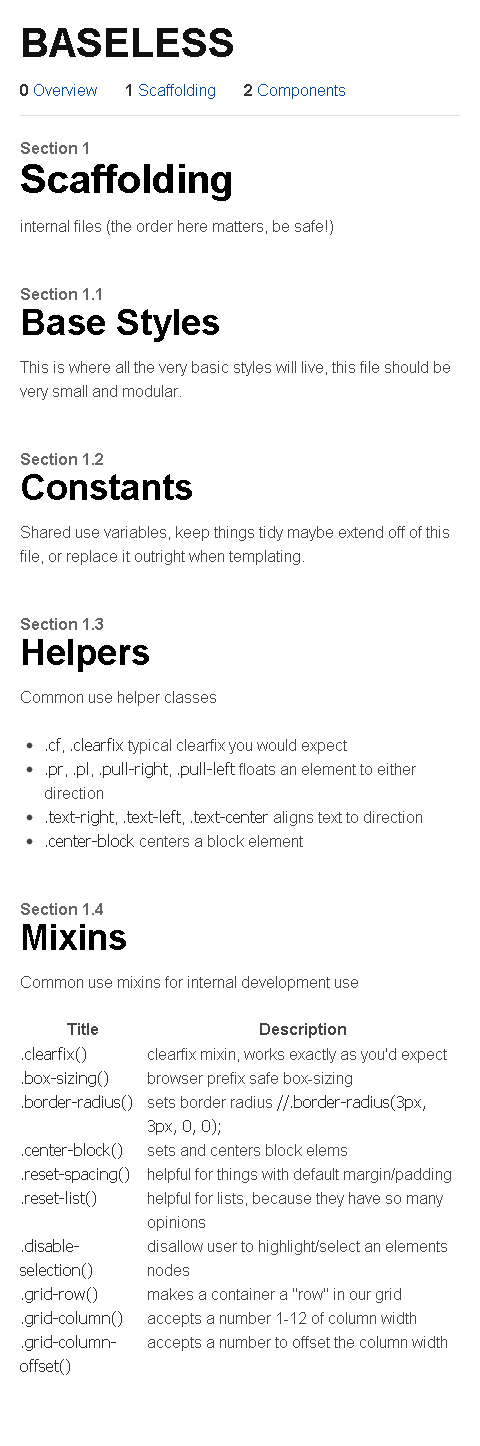 BASELESS
0 Overview 1 Scaffolding 2 Components
Section 1
Scaffolding
internal files (the order here matters, be safe!)
Section 1.1
Base Styles
This is where all the very basic styles will live, this file should be
very small and modular.
Section 1.2
Constants
Shared use variables, keep things tidy maybe extend off of this
file, or replace it outright when templating.
Section 1.3
Helpers
Common use helper classes
• .cf, .clearfix typical clearfix you would expect
• .pr, .pl, .pull-right, .pull-left floats an element to either
direction
• .text-right, .text-left, .text-center aligns text to direction
• .center-block centers a block element
Section 1.4
Mixins
Common use mixins for internal development use
Title Description
.clearfix() clearfix mixin, works exactly as you'd expect
.box-sizing() browser prefix safe box-sizing
.border-radius() sets border radius //.border-radius(3px,
3px, 0, 0);
.center-block() sets and centers block elems
.reset-spacing() helpful for things with default margin/padding
.reset-list() helpful for lists, because they have so many
opinions
.disable- disallow user to highlight/select an elements
selection() nodes
.grid-row() makes a container a "row" in our grid
.grid-column() accepts a number 1-12 of column width
.grid-column- accepts a number to offset the column width
offset()